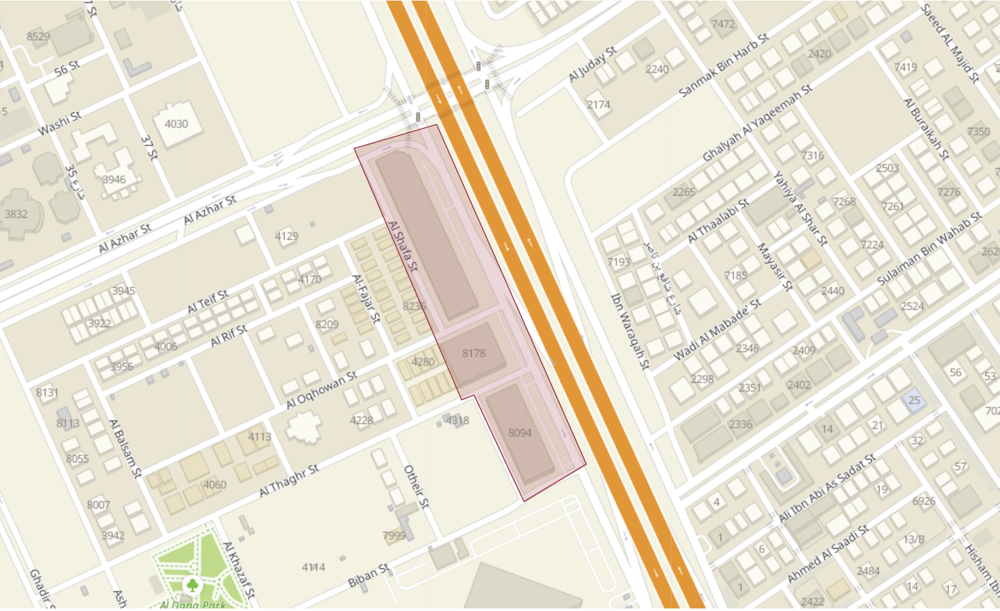 8529
56 St
Washi St
4030
37 St
35 شارع
3946
3832
Al Azhar St
Al Azhar St
4129
3945
3922
Al Teif St
4170
4006
3956
Al Rif St
8209
Al-Fajar St
8236
Al Shafa St
8178
4280
8094
4318
8131
8113
8055
8007
3942
Al Balsam St
Al Oqhowan St
4228
4113
4060
Al Thaghr St
Otheir St
7999
4114
Biban St
Al Khazaf St
Al Dana Park
Ghadir S
Ash
7472
Al Juday St
2240
2174
Sanmak Bin Harb St
2420
Saeed AL Majid St
7419
Al Buraikah St
7350
Ghalyah Al Yaqeemah St
7316
2503
7276
2265
Al Thaalabi St
Yahiya Al Shar St
7268
7261
7224
7193
شارع شافع بن ناصر
7185
Mayasir St
2440
Sulaiman Bin Wahab St
2524
Ibn Waraqah St
Wadi Al Mabade' St
2346
2409
2298
2351
2402
2336
56
53
25
14
21
32
57
Ali Ibn Abi As Sadat St
19
6926
4
1
6
1
Ahmed Al Saadi St
13/B
2484
14
17
2422
Hisham Ibn